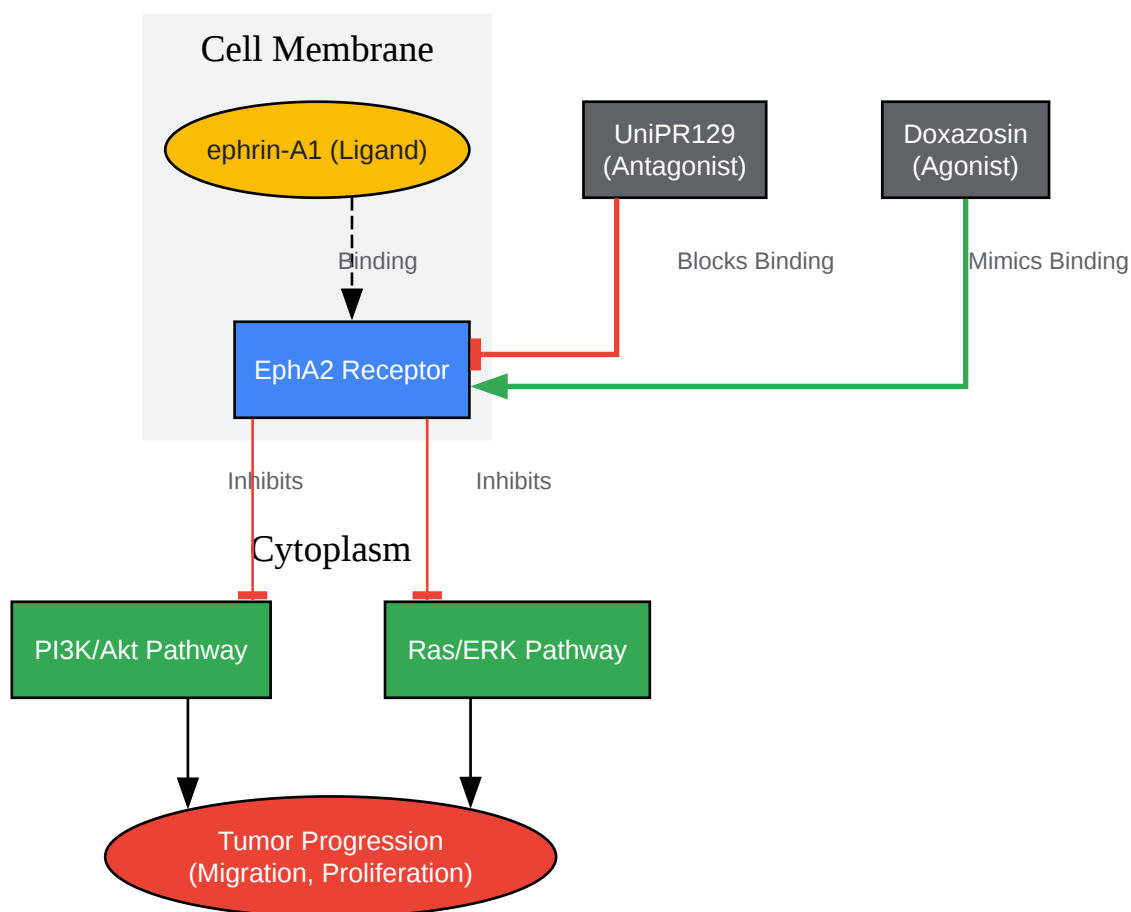 Cell Membrane
ephrin-A1 (Ligand)
UniPR129
(Antagonist)
Doxazosin
(Agonist)
Binding
Blocks Binding
Mimics Binding
EphA2 Receptor
Inhibits
Inhibits
Cytoplasm
PI3K/Akt Pathway
Ras/ERK Pathway
Tumor Progression
(Migration, Proliferation)